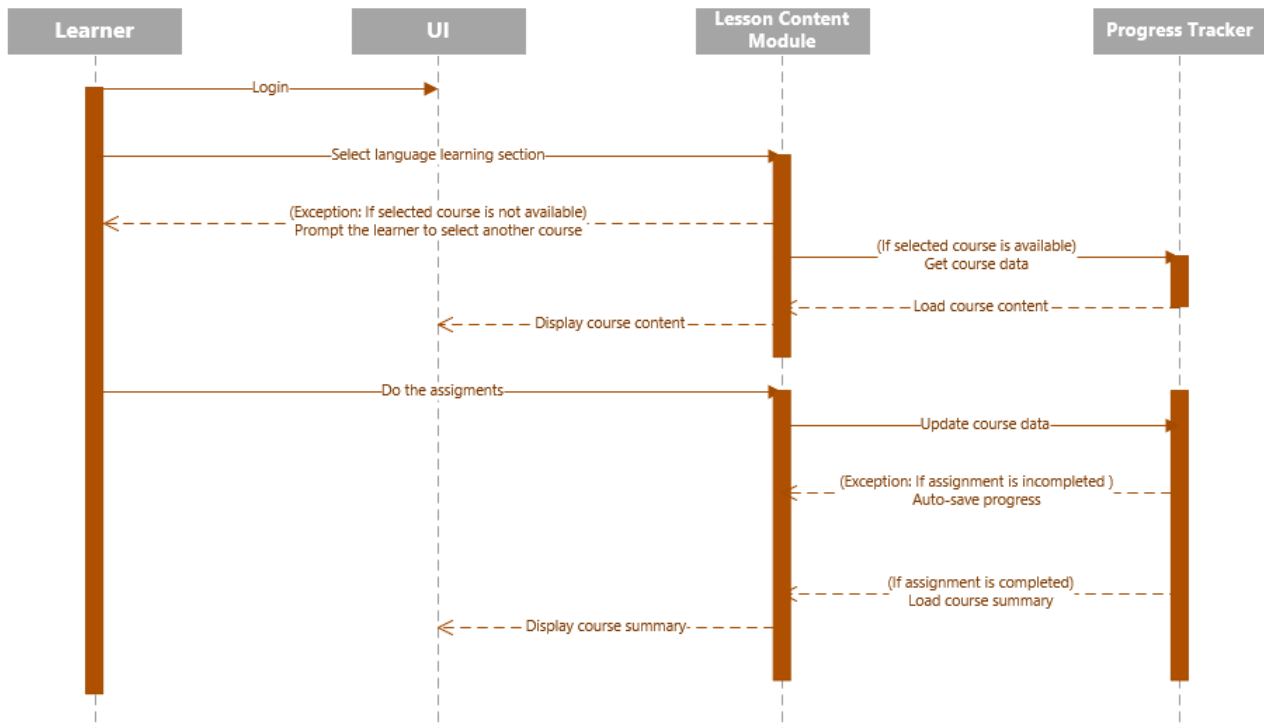 Learner
UI
Lesson Content
Module
Progress Tracker
Login
Select language learning section
(Exception: If selected course is not available)
Prompt the learner to select another course
(If selected course is available)
Get course data
Load course content
Display course content
Do the assigments
Update course data
(Exception: If assignment is incompleted )
Auto-save progress
(If assignment is completed)
Load course summary
Display course summary